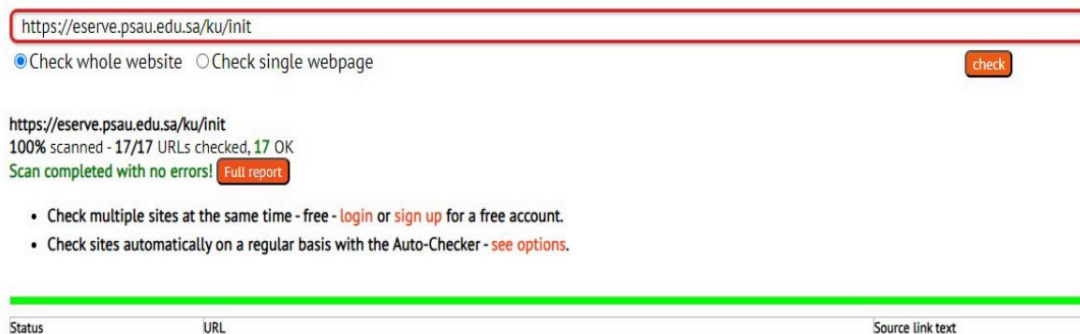 https://eserve.psau.edu.sa/ku/init
Check whole website Check single webpage check
https://eserve.psau.edu.sa/ku/init
100% scanned - 17/17 URLs checked, 17 OK
Scan completed with no errors! Full report
• Check multiple sites at the same time - free - login or sign up for a free account.
• Check sites automatically on a regular basis with the Auto-Checker - see options.
Status URL Source link text